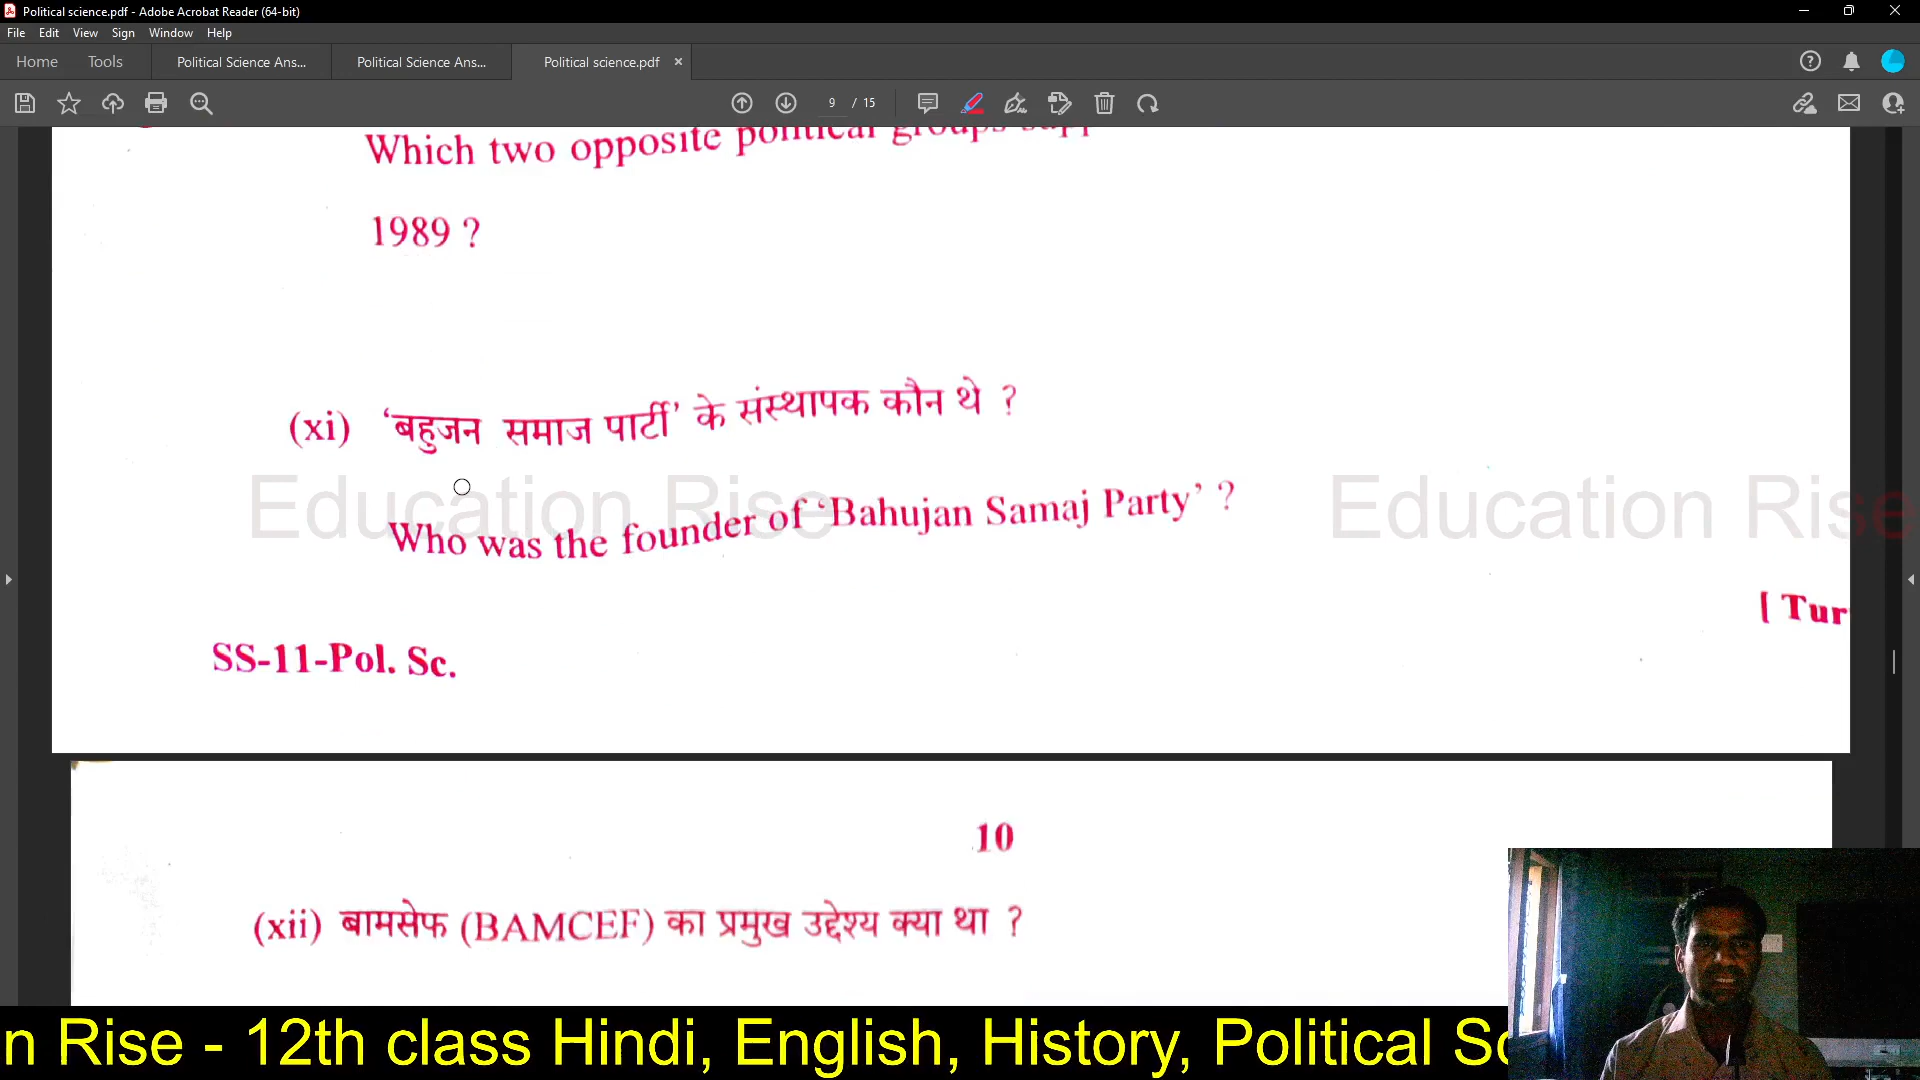 Political science.pdf - Adobe Acrobat Reader (64-bit)
File Edit View Sign Window Help
Home Tools Political Science Ans... Political Science Ans... Political science.pdf
9 / 15
Which two opposite political groups
1989 ?
(xi) ‘बहुजन समाज पार्टी’ के संस्थापक कौन थे ?
Education Rise Education Rise
Who was the founder of ‘Bahujan Samaj Party’ ?
[ Tur
SS-11-Pol. Sc.
10
(xii) बामसेफ (BAMCEF) का प्रमुख उद्देश्य क्या था ?
n Rise - 12th class Hindi, English, History, Political Sc